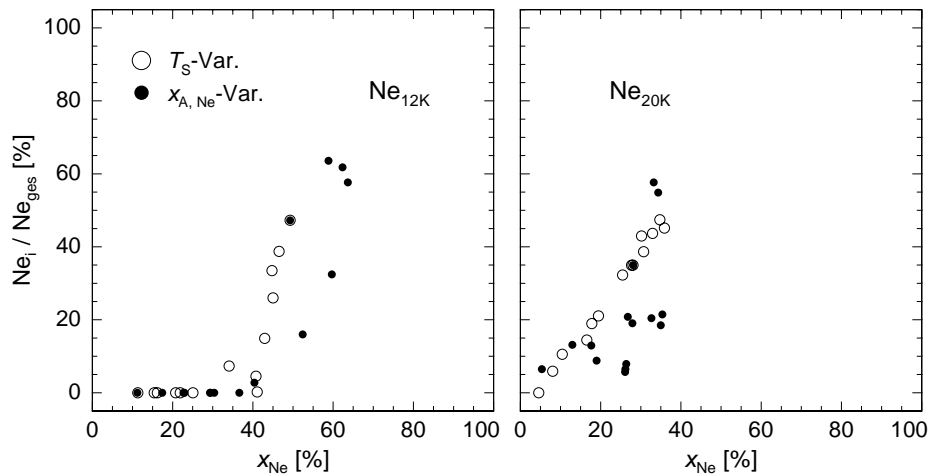 100
80
60
40
20
0
Ne_i / Ne_ges [%]
T_S-Var.
x_A, Ne-Var.
Ne_12K
Ne_20K
0 20 40 60 80 100
0 20 40 60 80 100
x_Ne [%]
x_Ne [%]